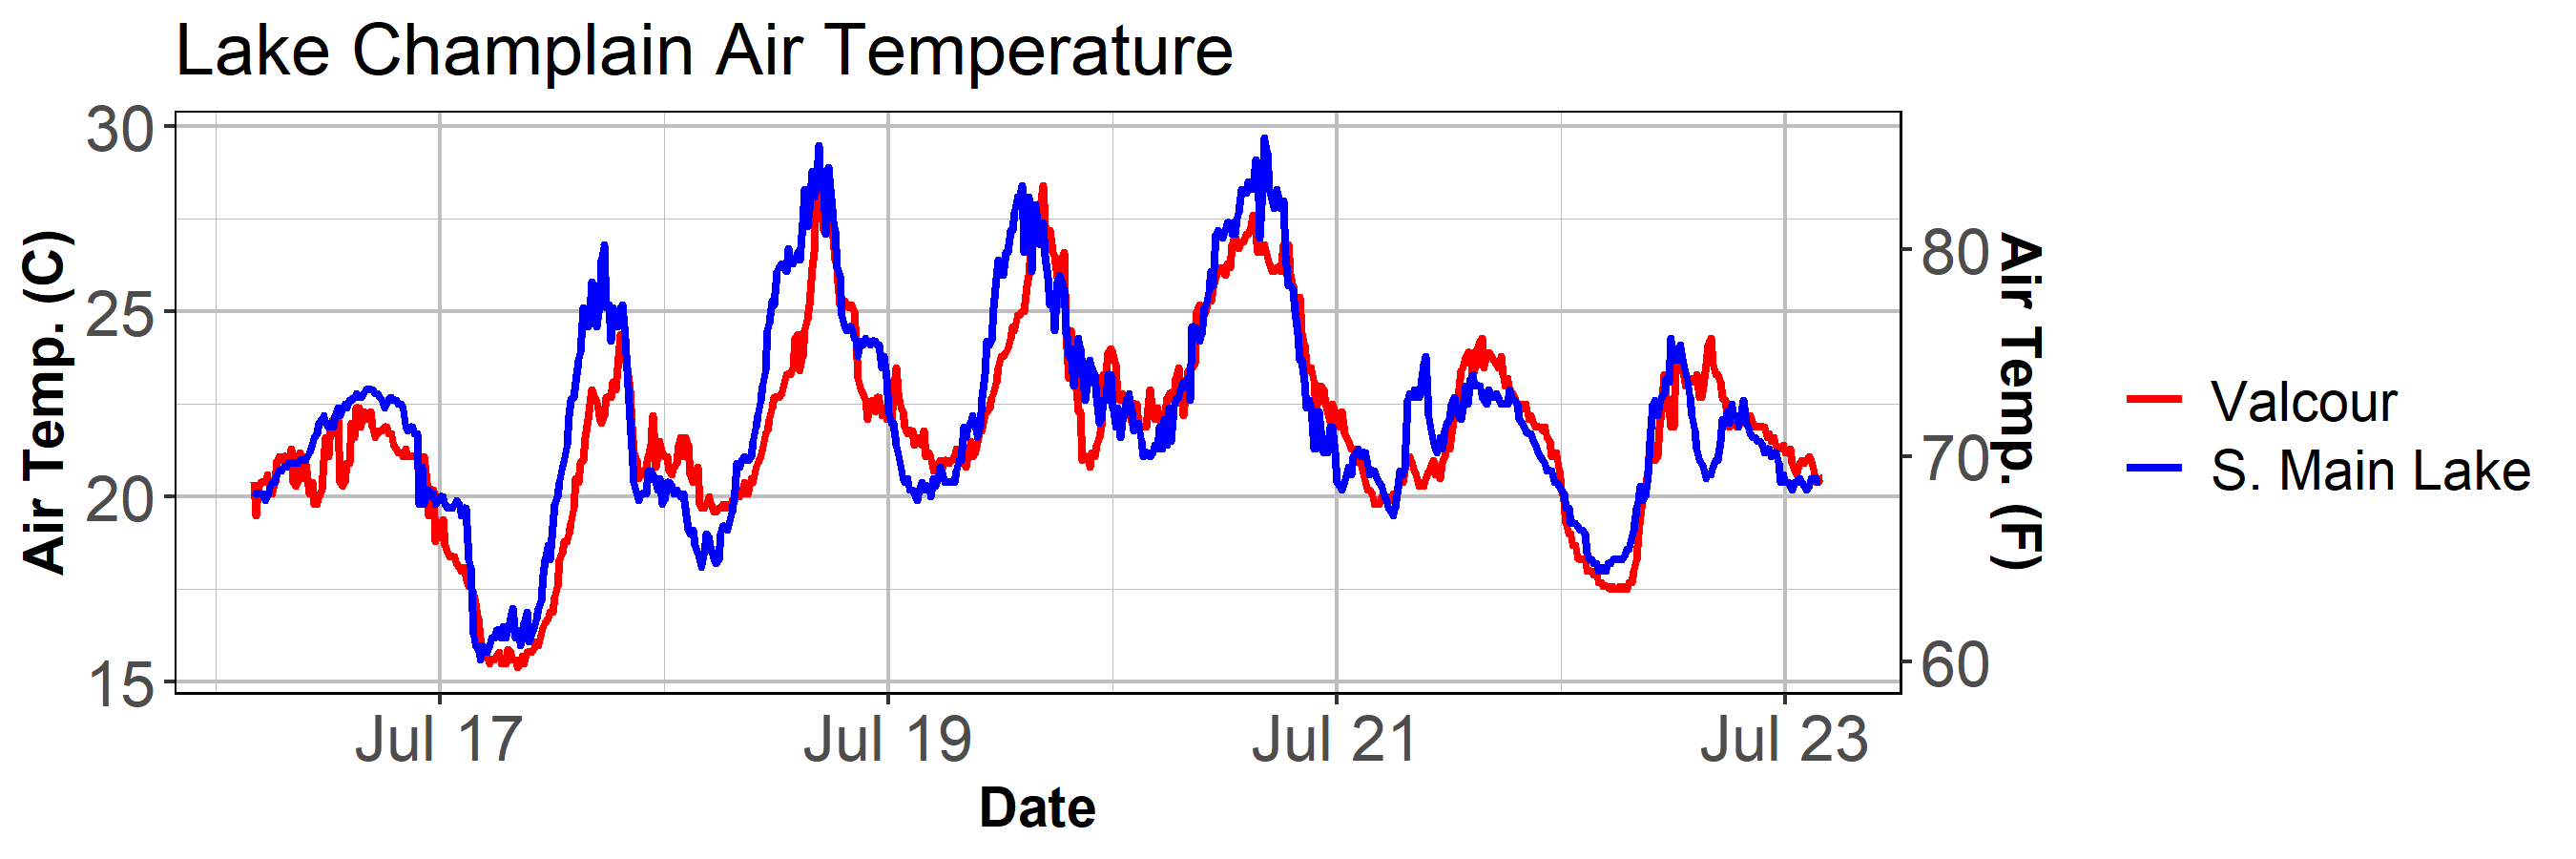 Lake Champlain Air Temperature
Air Temp. (C)
30
25
20
15
80
70
60
Air Temp. (F)
Jul 17
Jul 19
Jul 21
Jul 23
Date
Valcour
S. Main Lake